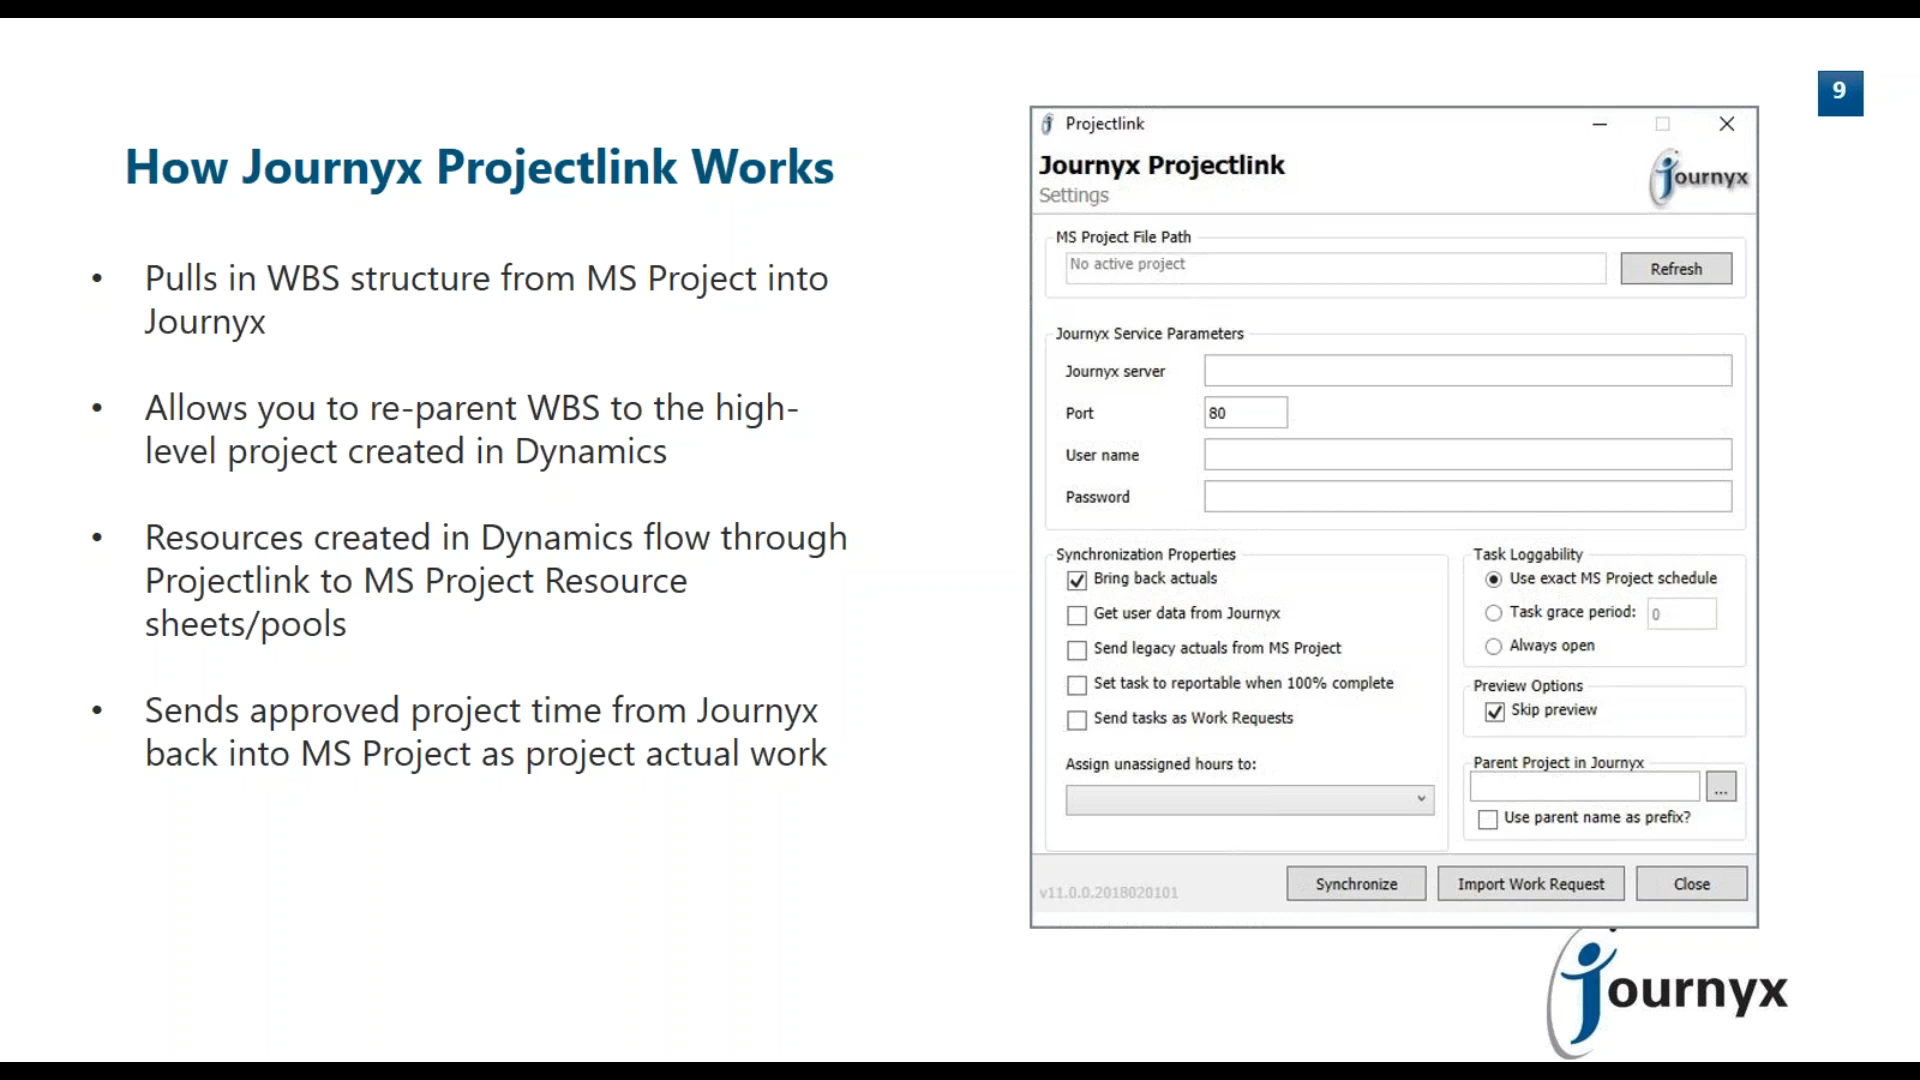 9
How Journyx Projectlink Works
• Pulls in WBS structure from MS Project into
Journyx
• Allows you to re-parent WBS to the high-
level project created in Dynamics
• Resources created in Dynamics flow through
Projectlink to MS Project Resource
sheets/pools
• Sends approved project time from Journyx
back into MS Project as project actual work
Projectlink
Journyx Projectlink
Settings
Journyx
MS Project File Path
No active project
Refresh
Journyx Service Parameters
Journyx server
Port
80
User name
Password
Synchronization Properties
Bring back actuals
Get user data from Journyx
Send legacy actuals from MS Project
Set task to reportable when 100% complete
Send tasks as Work Requests
Assign unassigned hours to:
Task Loggability
Use exact MS Project schedule
Task grace period: 0
Always open
Preview Options
Skip preview
Parent Project in Journyx
...
Use parent name as prefix?
v11.0.0.2018020101
Synchronize
Import Work Request
Close
Journyx